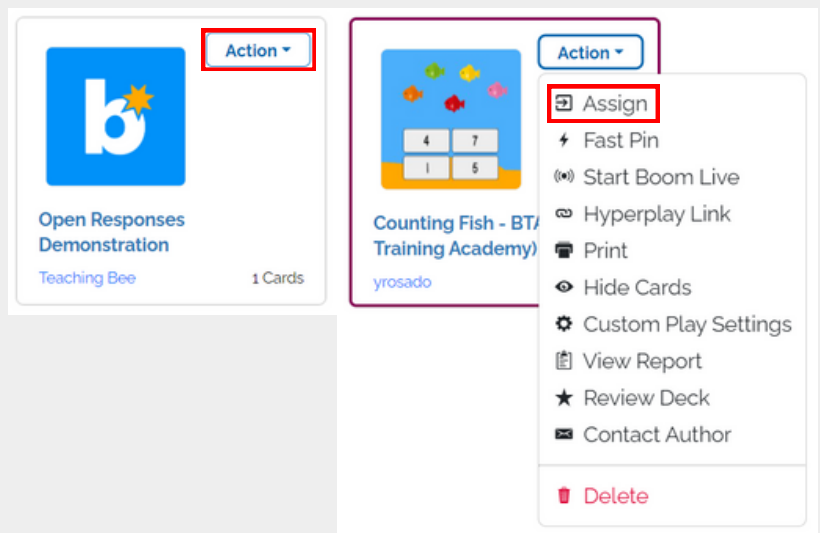 Action
b
Open Responses
Demonstration
Teaching Bee
1 Cards
Action
4 7
1 5
Counting Fish - BTA
Training Academy)
yrosado
Assign
Fast Pin
Start Boom Live
Hyperplay Link
Print
Hide Cards
Custom Play Settings
View Report
Review Deck
Contact Author
Delete